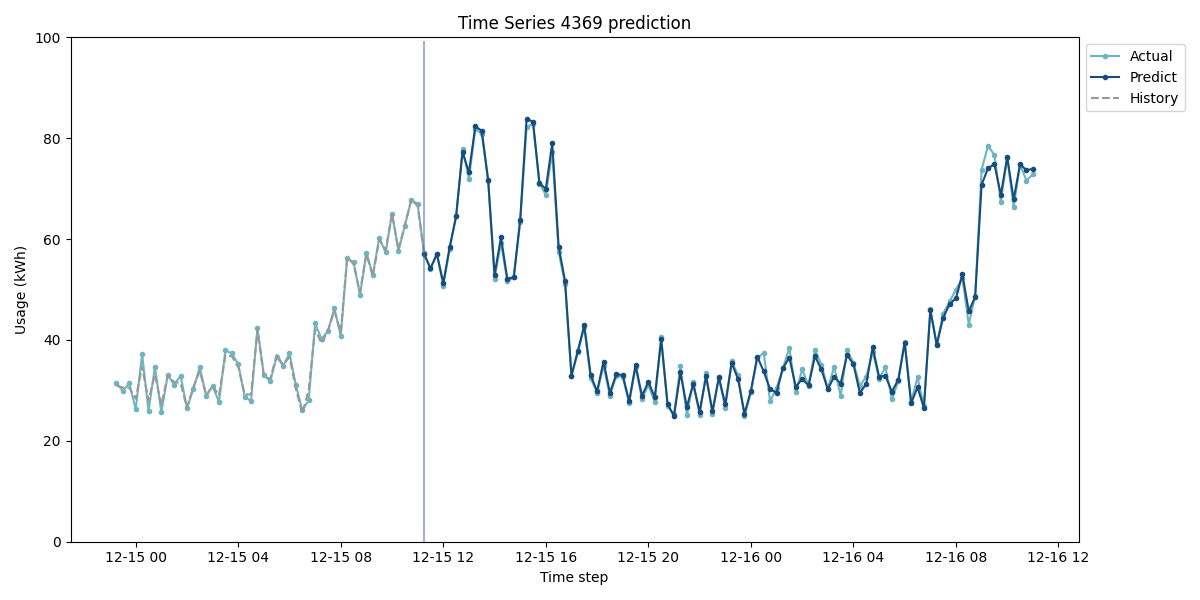 Time Series 4369 prediction
100
80
60
40
20
0
Usage (kWh)
12-15 00
12-15 04
12-15 08
12-15 12
12-15 16
12-15 20
12-16 00
12-16 04
12-16 08
12-16 12
Time step
Actual
Predict
History